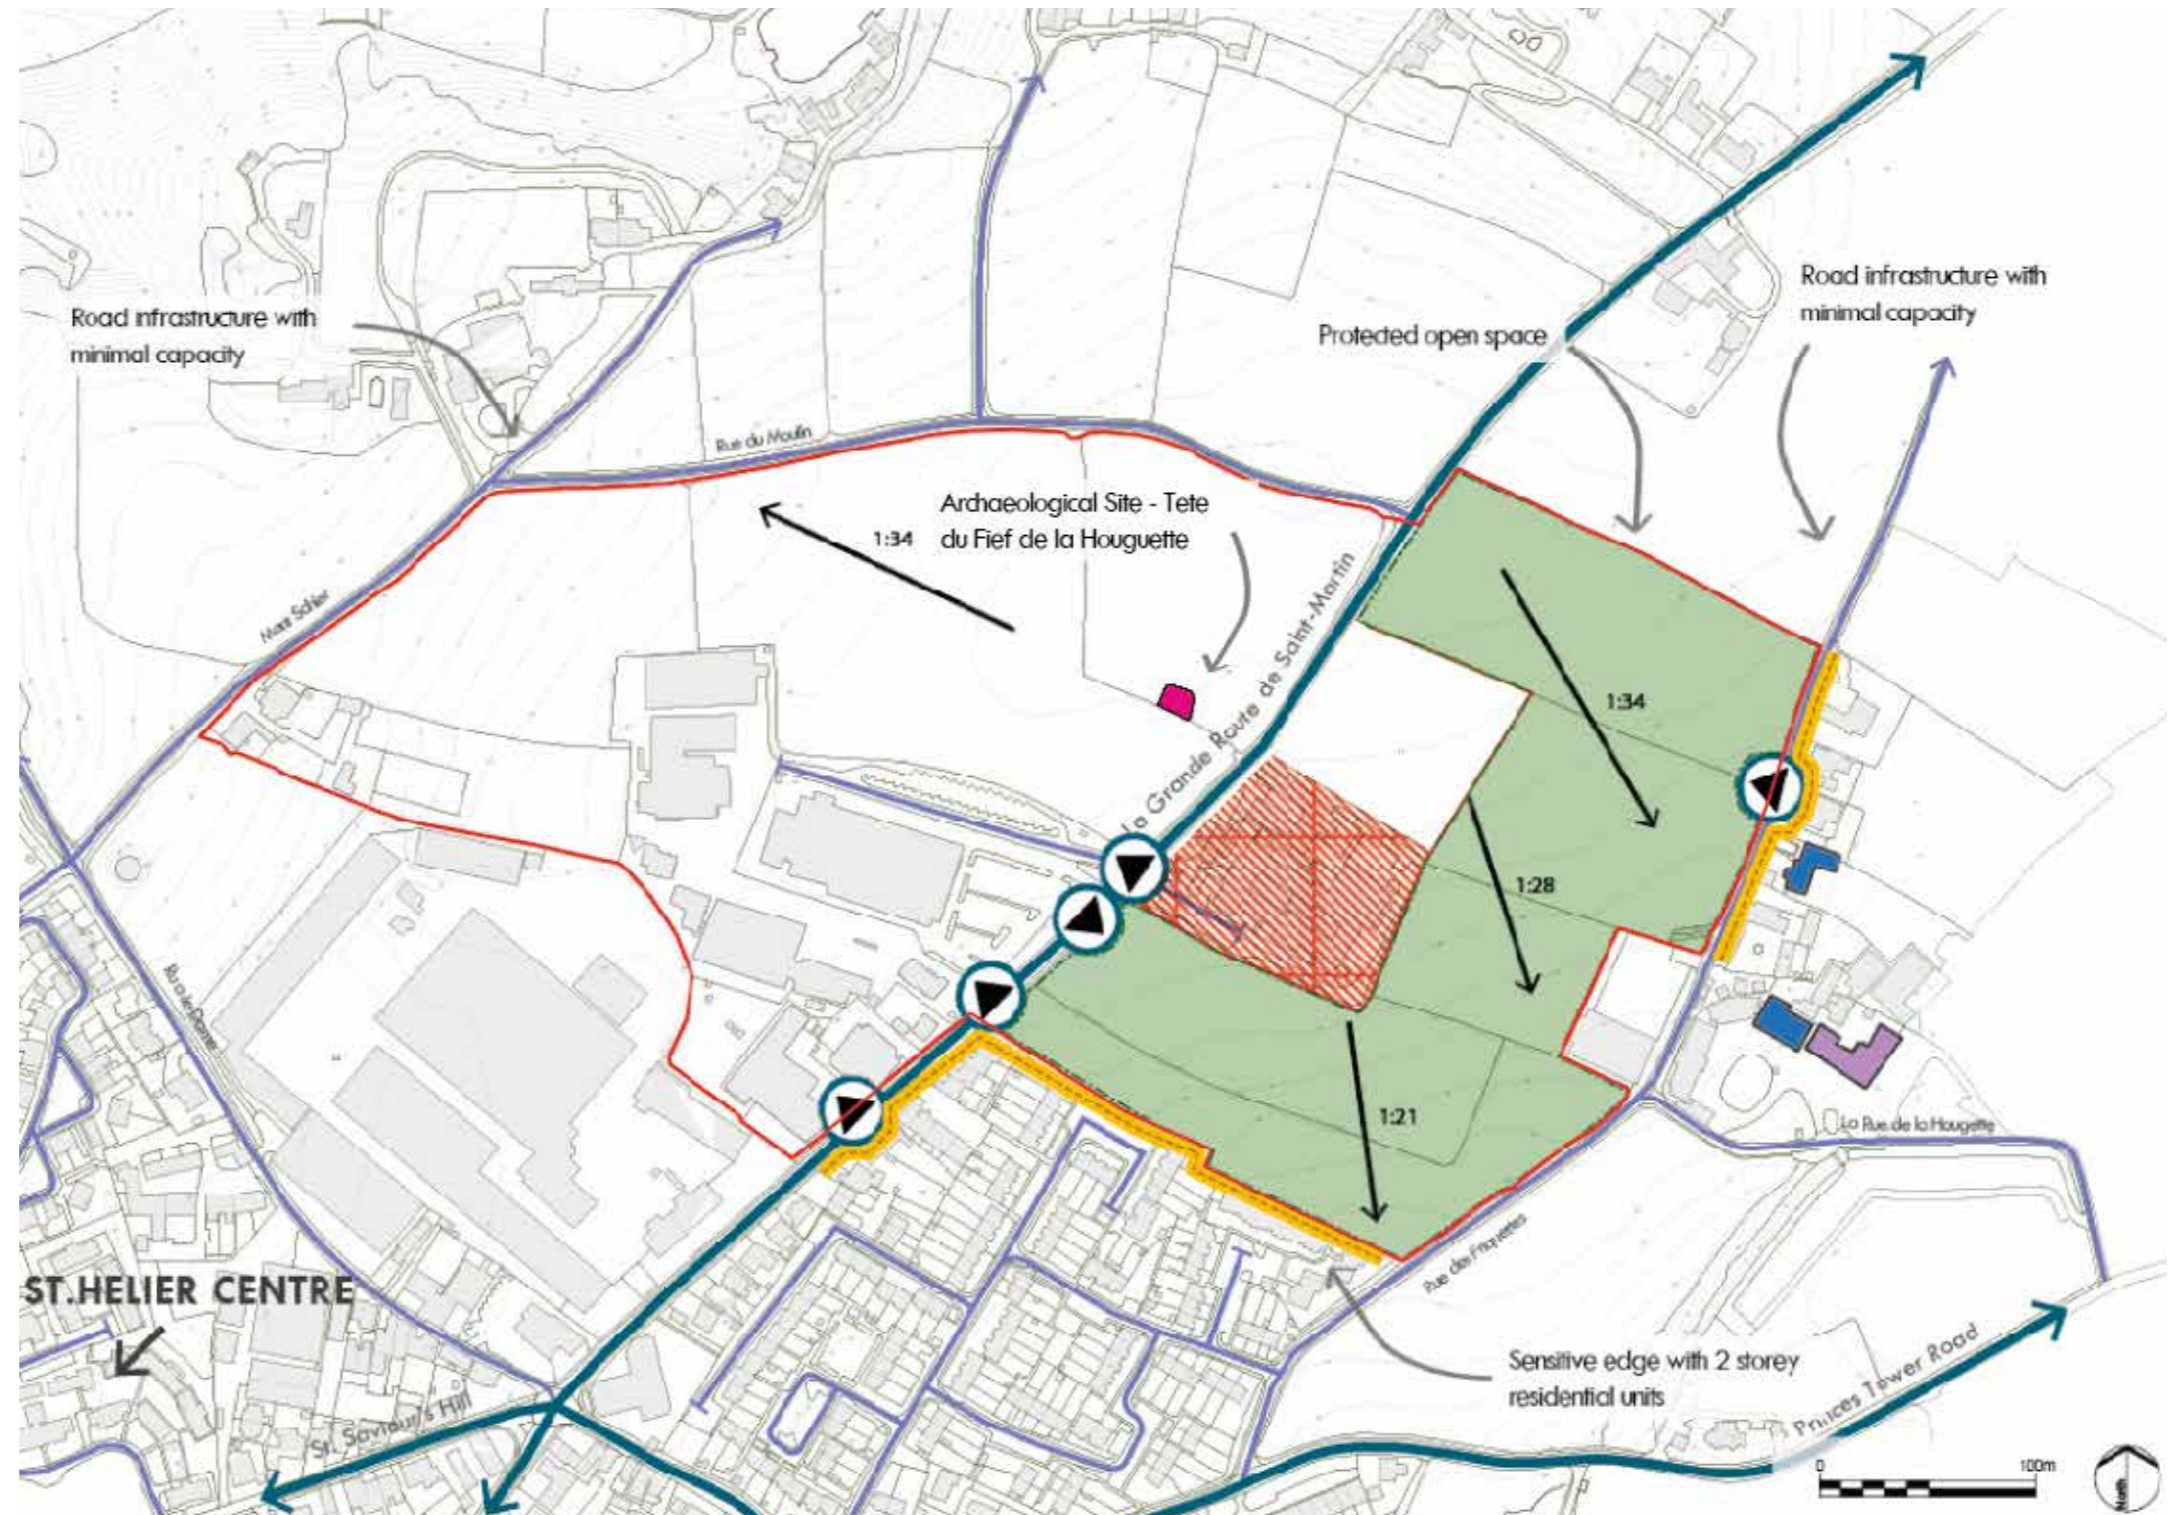 Road infrastructure with
minimal capacity
Protected open space
Road infrastructure with
minimal capacity
Rue du Moulin
Archaeological Site - Tete
du Fief de la Houguette
1:34
Mont
La Grande Route de Saint-Martin
1:34
1:28
1:21
La Rue de la Hougette
Rue des Friquettes
ST.HELIER CENTRE
St. Saviour's Hill
Sensitive edge with 2 storey
residential units
Princes Tower Road
0 100m
North